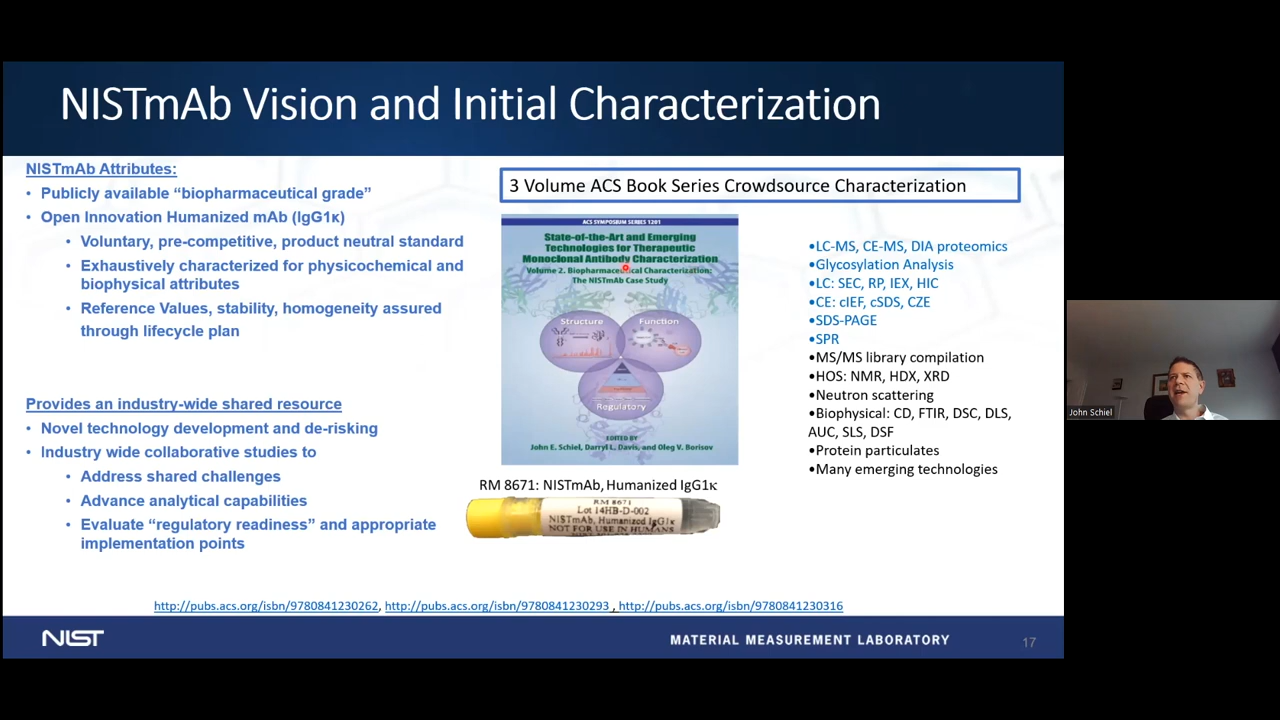 NISTmAb Vision and Initial Characterization
NISTmAb Attributes:
• Publicly available “biopharmaceutical grade”
• Open Innovation Humanized mAb (IgG1κ)
• Voluntary, pre-competitive, product neutral standard
• Exhaustively characterized for physicochemical and
biophysical attributes
• Reference Values, stability, homogeneity assured
through lifecycle plan
Provides an industry-wide shared resource
• Novel technology development and de-risking
• Industry wide collaborative studies to
• Address shared challenges
• Advance analytical capabilities
• Evaluate “regulatory readiness” and appropriate
implementation points
3 Volume ACS Book Series Crowdsource Characterization
ACS SYMPOSIUM SERIES 1201
State-of-the-Art and Emerging
Technologies for Therapeutic
Monoclonal Antibody Characterization
Volume 2. Biopharmaceutical Characterization:
The NISTmAb Case Study
Structure
Function
Regulatory
EDITED BY
John E. Schiel, Darryl L. Davis, and Oleg V. Borisov
RM 8671: NISTmAb, Humanized IgG1κ
RM 8671
Lot 14HB-D-002
NISTmAb, Humanized IgG1κ
NOT FOR USE IN HUMANS
•LC-MS, CE-MS, DIA proteomics
•Glycosylation Analysis
•LC: SEC, RP, IEX, HIC
•CE: cIEF, cSDS, CZE
•SDS-PAGE
•SPR
•MS/MS library compilation
•HOS: NMR, HDX, XRD
•Neutron scattering
•Biophysical: CD, FTIR, DSC, DLS,
AUC, SLS, DSF
•Protein particulates
•Many emerging technologies
http://pubs.acs.org/isbn/9780841230262, http://pubs.acs.org/isbn/9780841230293 , http://pubs.acs.org/isbn/9780841230316
NIST
MATERIAL MEASUREMENT LABORATORY
17
John Schiel